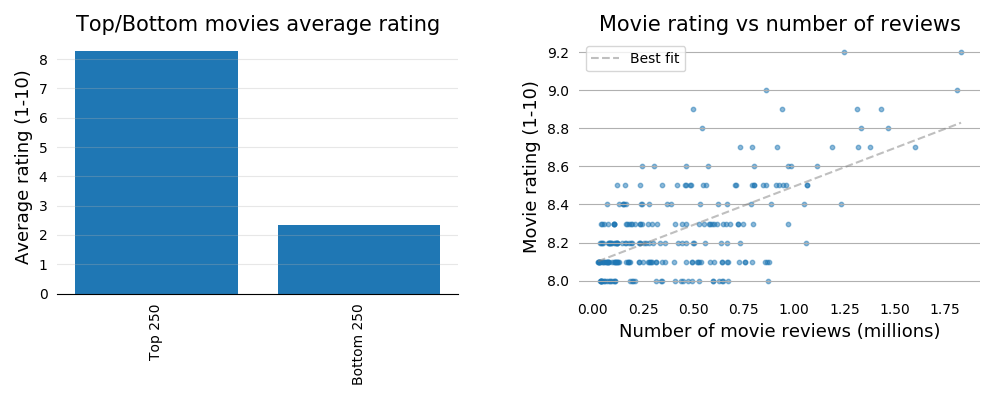 Top/Bottom movies average rating
Average rating (1-10)
8
7
6
5
4
3
2
1
0
Top 250
Bottom 250
Movie rating vs number of reviews
Best fit
Movie rating (1-10)
9.2
9.0
8.8
8.6
8.4
8.2
8.0
0.00 0.25 0.50 0.75 1.00 1.25 1.50 1.75
Number of movie reviews (millions)